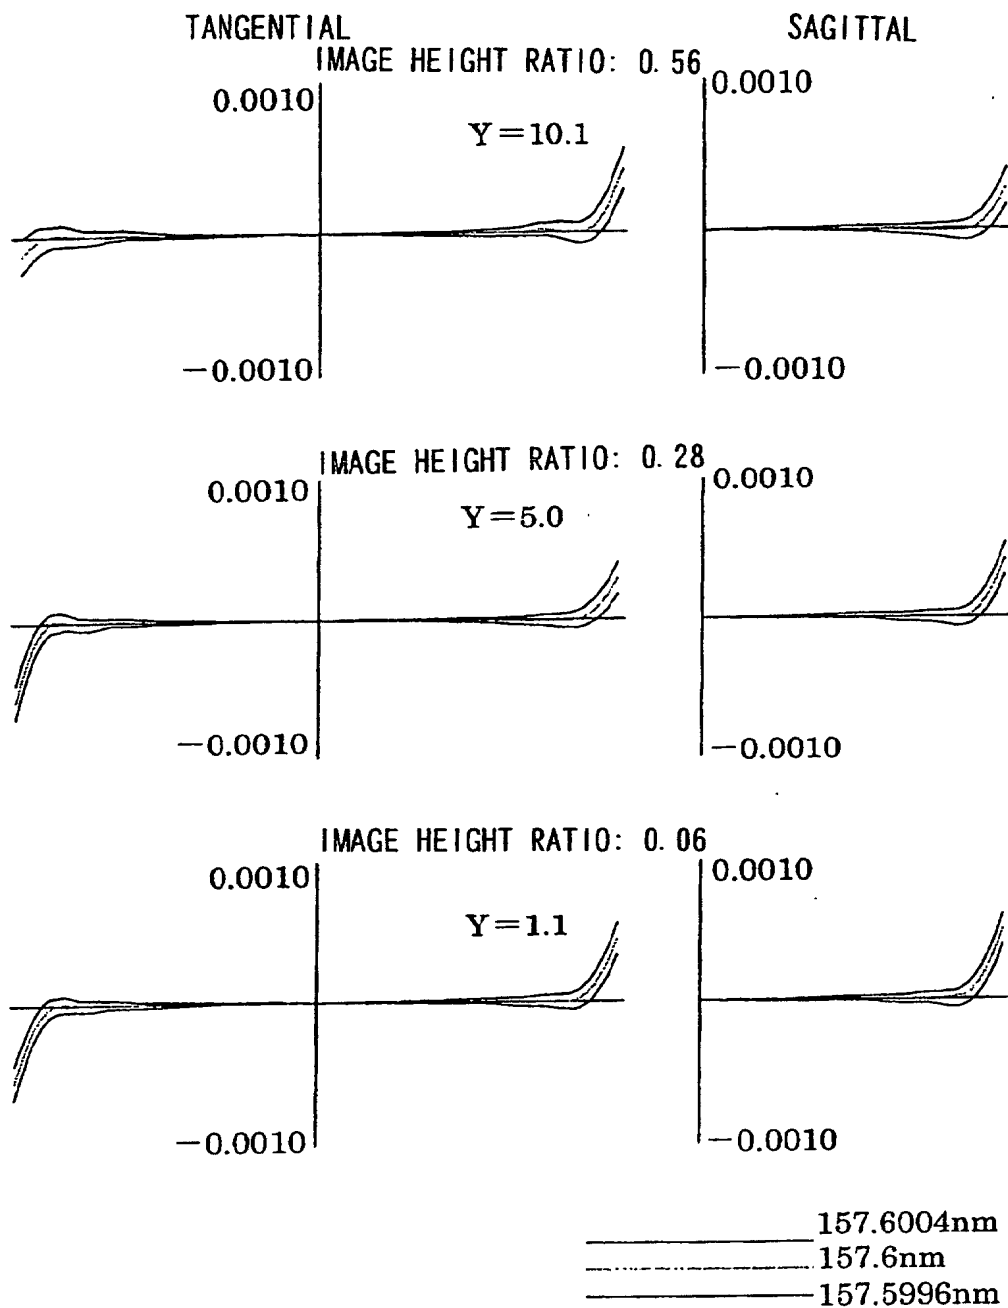 TANGENTIAL SAGITTAL
IMAGE HEIGHT RATIO: 0.56
0.0010 0.0010
Y=10.1
−0.0010 −0.0010
IMAGE HEIGHT RATIO: 0.28
0.0010 0.0010
Y=5.0
−0.0010 −0.0010
IMAGE HEIGHT RATIO: 0.06
0.0010 0.0010
Y=1.1
−0.0010 −0.0010
157.6004nm
157.6nm
157.5996nm